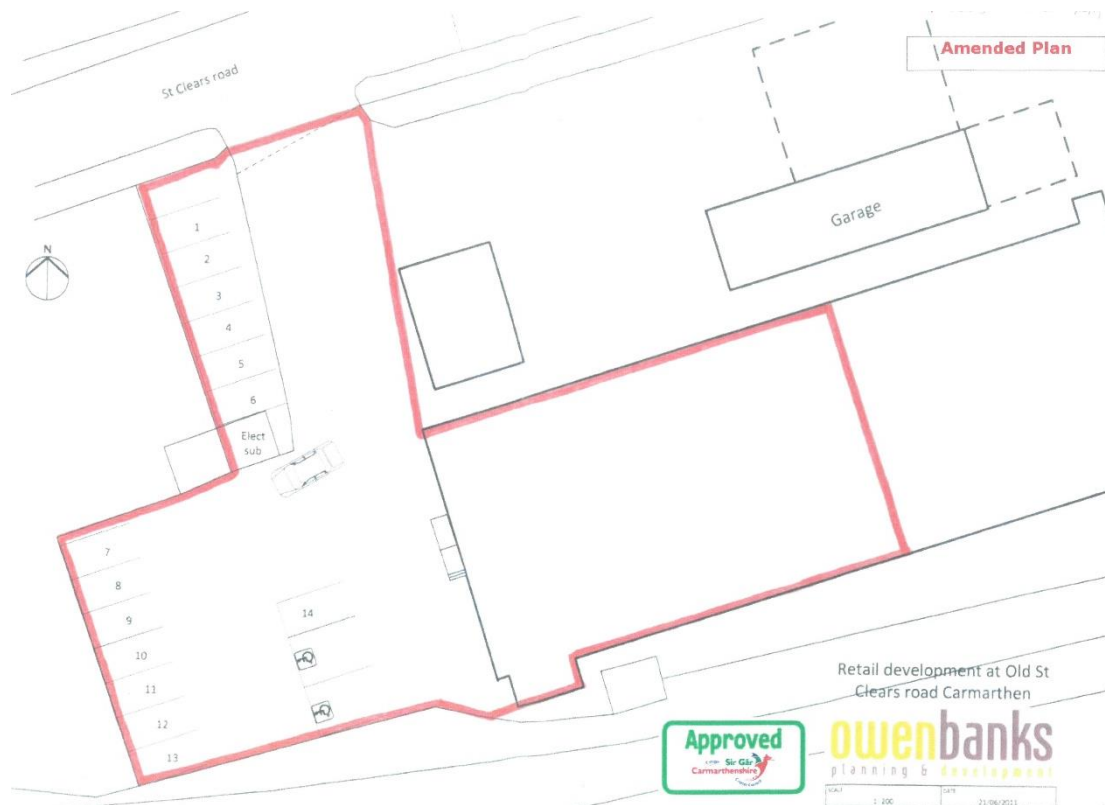 Amended Plan
St Clears road
N
1
2
3
4
5
6
Elect
sub
Garage
7
8
9
10
11
12
13
14
Retail development at Old St
Clears road Carmarthen
Approved
Sir Gâr
Carmarthenshire
owenbanks
planning & development
SCALE
1:200
DATE
21/06/2011